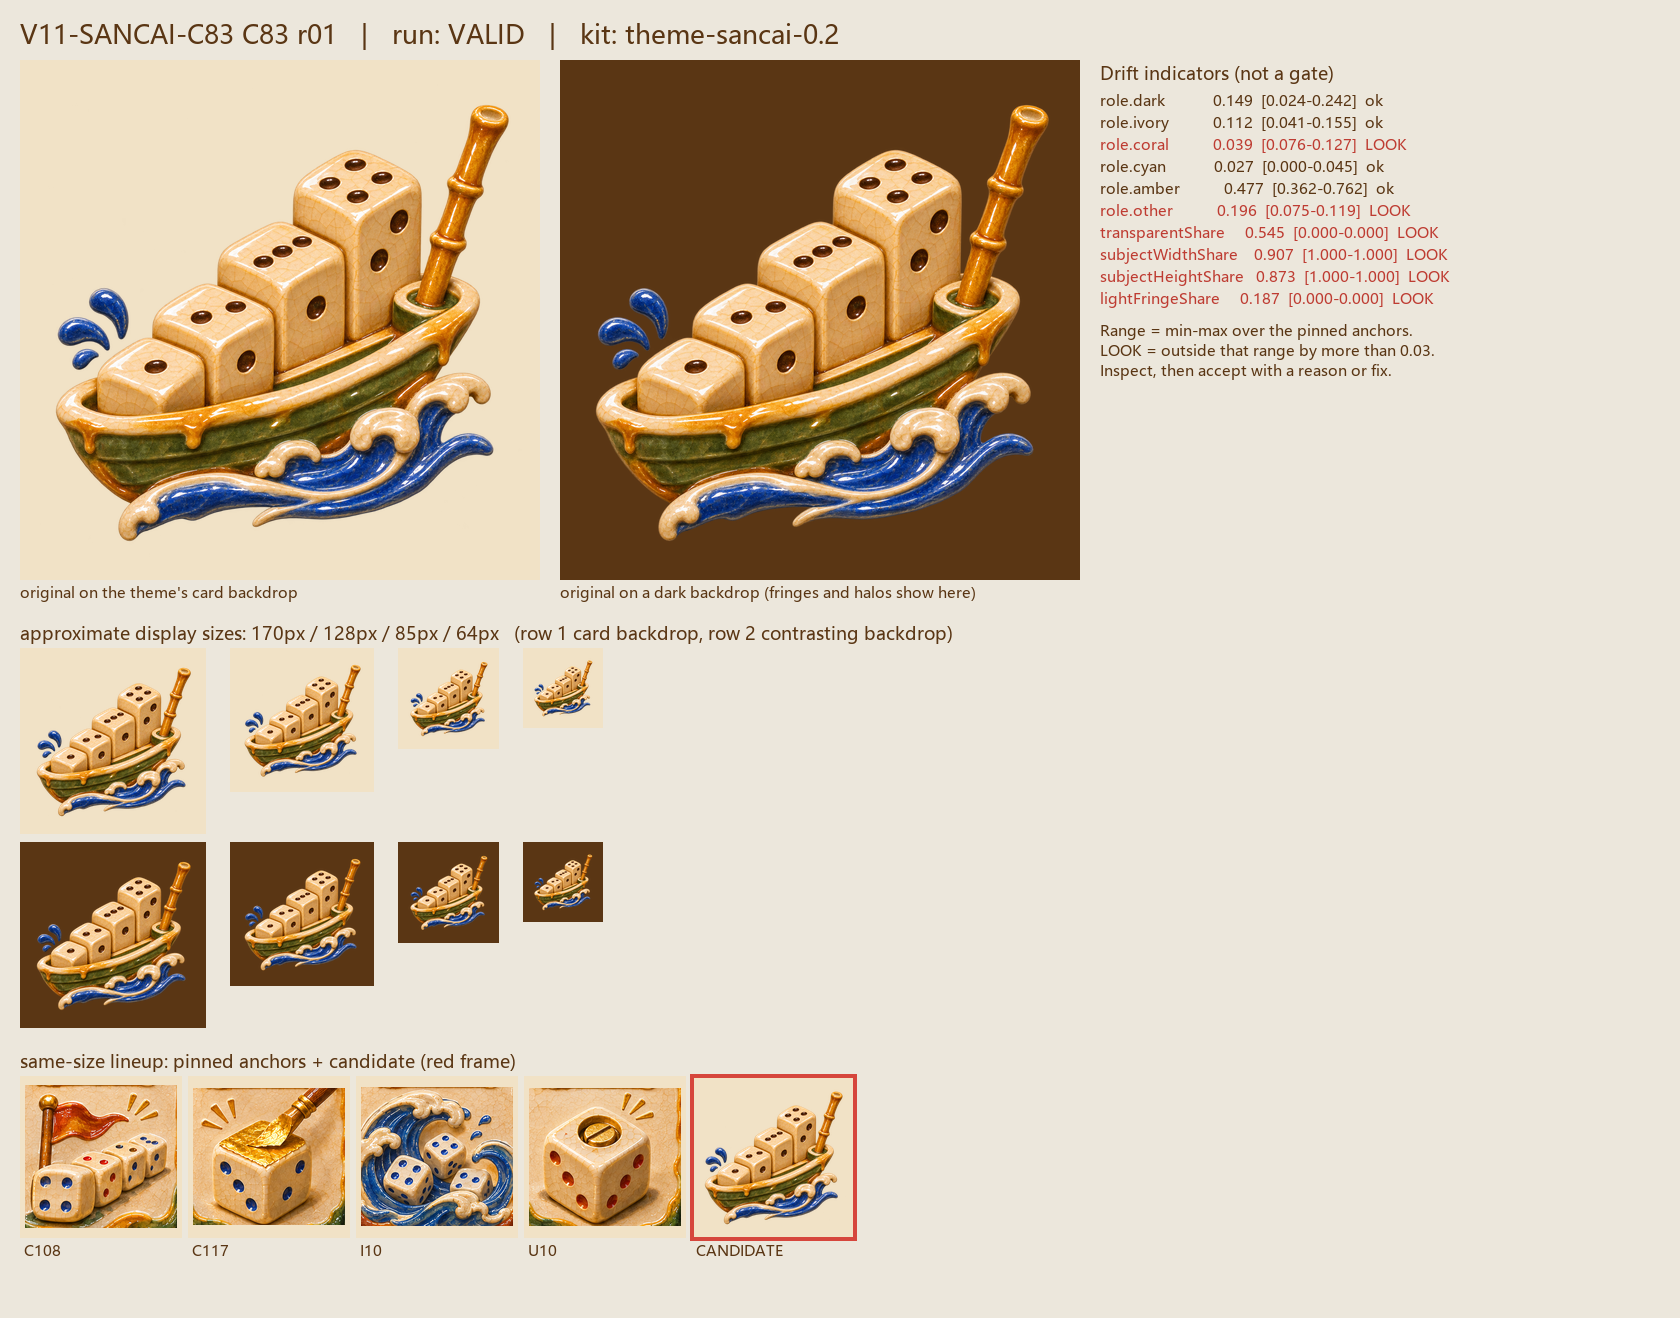 V11-SANCAI-C83 C83 r01   |   run: VALID   |   kit: theme-sancai-0.2
Drift indicators (not a gate)
role.dark 0.149 [0.024-0.242] ok
role.ivory 0.112 [0.041-0.155] ok
role.coral 0.039 [0.076-0.127] LOOK
role.cyan 0.027 [0.000-0.045] ok
role.amber 0.477 [0.362-0.762] ok
role.other 0.196 [0.075-0.119] LOOK
transparentShare 0.545 [0.000-0.000] LOOK
subjectWidthShare 0.907 [1.000-1.000] LOOK
subjectHeightShare 0.873 [1.000-1.000] LOOK
lightFringeShare 0.187 [0.000-0.000] LOOK
Range = min-max over the pinned anchors.
LOOK = outside that range by more than 0.03.
Inspect, then accept with a reason or fix.
original on the theme's card backdrop
original on a dark backdrop (fringes and halos show here)
approximate display sizes: 170px / 128px / 85px / 64px   (row 1 card backdrop, row 2 contrasting backdrop)
same-size lineup: pinned anchors + candidate (red frame)
C108
C117
I10
U10
CANDIDATE